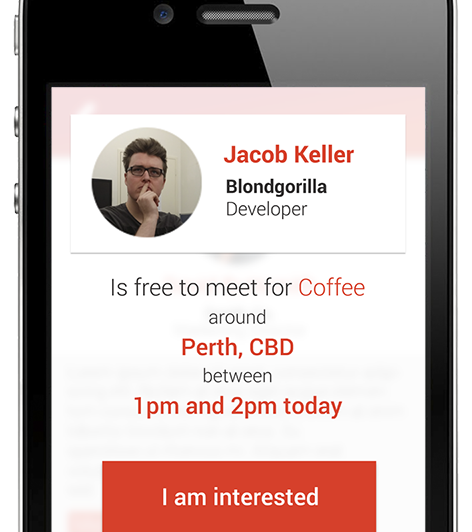 Jacob Keller
Blondgorilla
Developer
Is free to meet for Coffee
around
Perth, CBD
between
1pm and 2pm today
I am interested